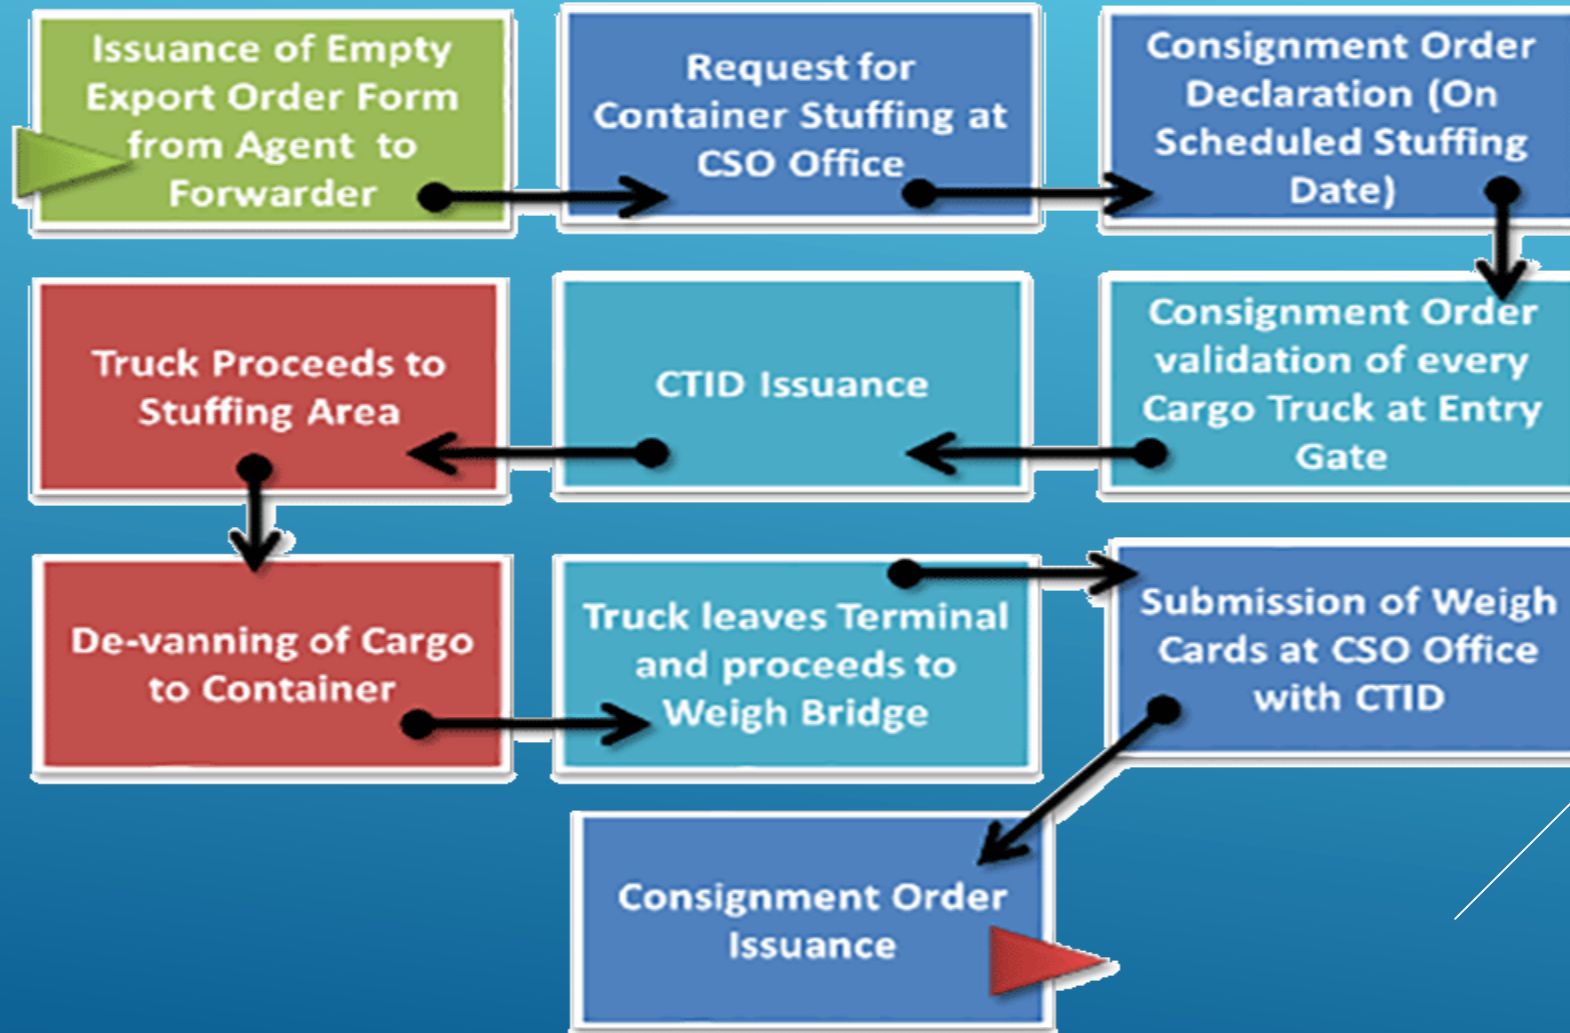 Issuance of Empty
Export Order Form
from Agent to
Forwarder
Request for
Container Stuffing at
CSO Office
Consignment Order
Declaration (On
Scheduled Stuffing
Date)
Truck Proceeds to
Stuffing Area
CTID Issuance
Consignment Order
validation of every
Cargo Truck at Entry
Gate
De-vanning of Cargo
to Container
Truck leaves Terminal
and proceeds to
Weigh Bridge
Submission of Weigh
Cards at CSO Office
with CTID
Consignment Order
Issuance